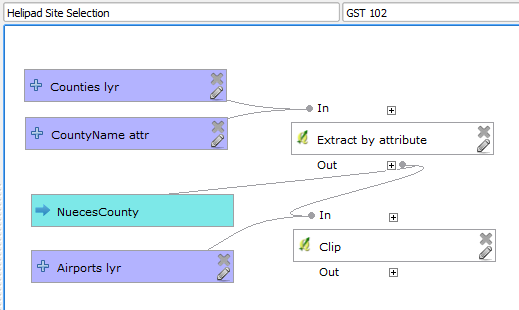 Helipad Site Selection
GST 102
Counties lyr
In
CountyName attr
Extract by attribute
Out
NuecesCounty
In
Airports lyr
Clip
Out